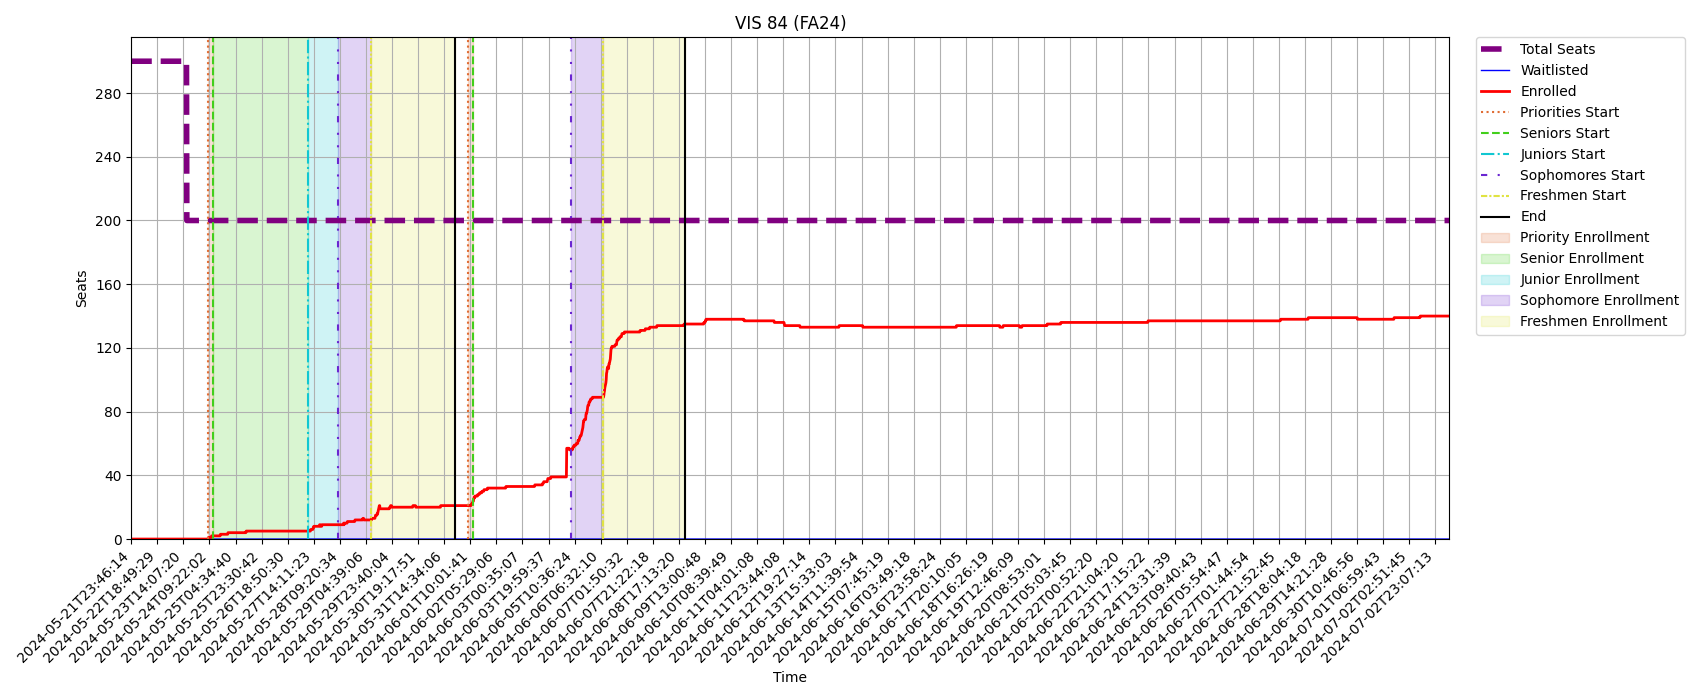 VIS 84 (FA24)
Seats
280
240
200
160
120
80
40
0
2024-05-21T23:46:14
2024-05-22T18:49:29
2024-05-23T14:07:20
2024-05-24T09:22:02
2024-05-25T04:34:40
2024-05-25T23:30:42
2024-05-26T18:50:30
2024-05-27T14:11:23
2024-05-28T09:20:34
2024-05-29T04:39:06
2024-05-29T23:40:04
2024-05-30T19:17:51
2024-05-31T14:34:06
2024-06-01T10:01:41
2024-06-02T05:29:06
2024-06-03T00:35:07
2024-06-03T19:59:37
2024-06-05T10:36:24
2024-06-06T06:32:10
2024-06-07T01:50:32
2024-06-07T21:22:18
2024-06-08T17:13:20
2024-06-09T13:00:48
2024-06-10T08:39:49
2024-06-11T04:01:08
2024-06-11T23:44:08
2024-06-12T19:27:14
2024-06-13T15:33:03
2024-06-14T11:39:54
2024-06-15T07:45:19
2024-06-16T03:49:18
2024-06-16T23:58:24
2024-06-17T20:10:05
2024-06-18T16:26:19
2024-06-19T12:46:09
2024-06-20T08:53:01
2024-06-21T05:03:45
2024-06-22T00:52:20
2024-06-22T21:04:20
2024-06-23T17:15:22
2024-06-24T13:31:39
2024-06-25T09:40:43
2024-06-26T05:54:47
2024-06-27T01:44:54
2024-06-27T21:52:45
2024-06-28T18:04:18
2024-06-29T14:21:28
2024-06-30T10:46:56
2024-07-01T06:59:43
2024-07-02T02:51:45
2024-07-02T23:07:13
Time
Total Seats
Waitlisted
Enrolled
Priorities Start
Seniors Start
Juniors Start
Sophomores Start
Freshmen Start
End
Priority Enrollment
Senior Enrollment
Junior Enrollment
Sophomore Enrollment
Freshmen Enrollment